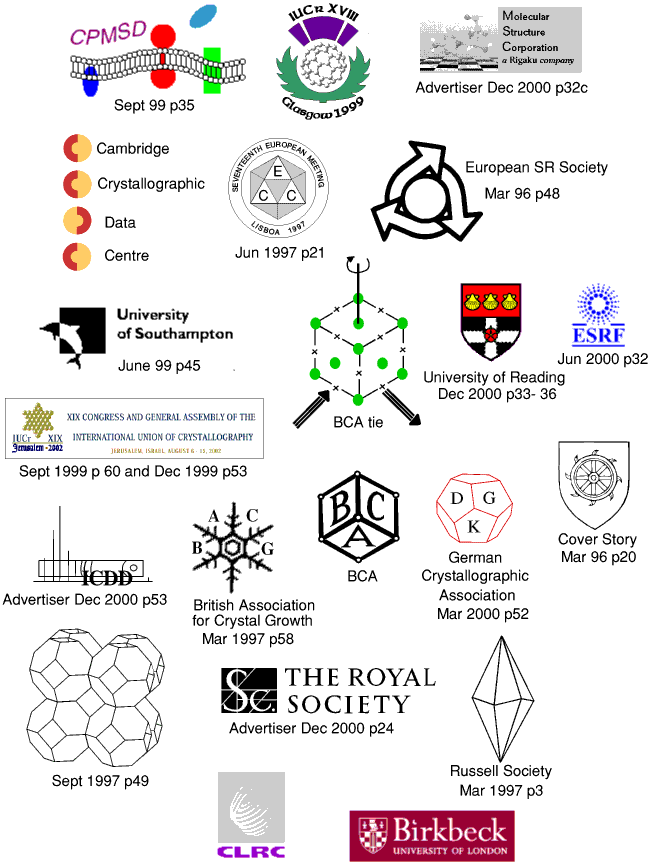 CPMSD
Sept 99 p35
IUCr XVIII
Glasgow 1999
Molecular
Structure
Corporation
a Rigaku company
Advertiser Dec 2000 p32c
Cambridge
Crystallographic
Data
Centre
SEVENTEENTH EUROPEAN MEETING
E
C C
LISBOA 1997
Jun 1997 p21
European SR Society
Mar 96 p48
University
of Southampton
June 99 p45
BCA tie
University of Reading
Dec 2000 p33- 36
ESRF
Jun 2000 p32
IUCr XIX
Jerusalem-2002
XIX CONGRESS AND GENERAL ASSEMBLY OF THE
INTERNATIONAL UNION OF CRYSTALLOGRAPHY
JERUSALEM, ISRAEL, AUGUST 6 - 15, 2002
Sept 1999 p 60 and Dec 1999 p53
ICDD
Advertiser Dec 2000 p53
A C
B G
British Association
for Crystal Growth
Mar 1997 p58
B C
A
BCA
D G
K
German
Crystallographic
Association
Mar 2000 p52
Cover Story
Mar 96 p20
Sept 1997 p49
Sc.
THE ROYAL
SOCIETY
Advertiser Dec 2000 p24
Russell Society
Mar 1997 p3
CLRC
Birkbeck
UNIVERSITY OF LONDON